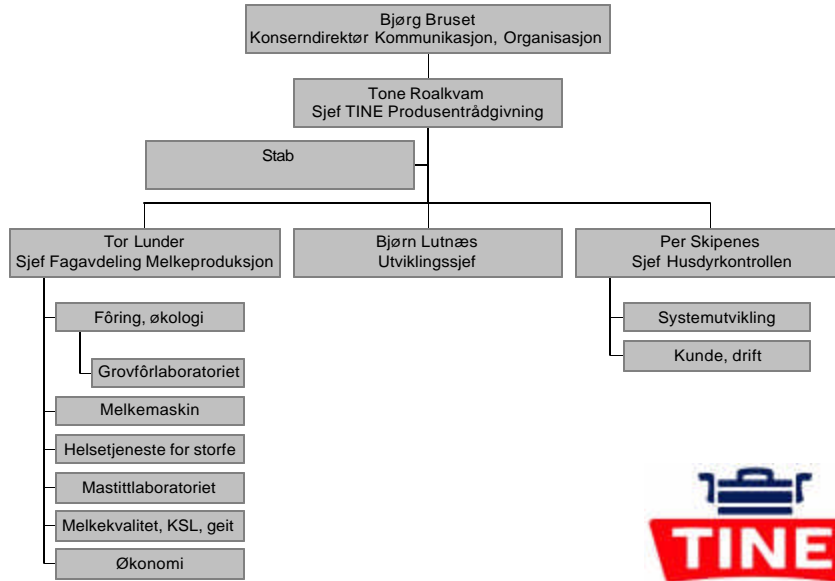 Bjørg Bruset
Konserndirektør Kommunikasjon, Organisasjon
Tone Roalkvam
Sjef TINE Produsentrådgivning
Stab
Tor Lunder
Sjef Fagavdeling Melkeproduksjon
Bjørn Lutnæs
Utviklingssjef
Per Skipenes
Sjef Husdyrkontrollen
Fôring, økologi
Grovfôrlaboratoriet
Melkemaskin
Helsetjeneste for storfe
Mastittlaboratoriet
Melkekvalitet, KSL, geit
Økonomi
Systemutvikling
Kunde, drift
TINE